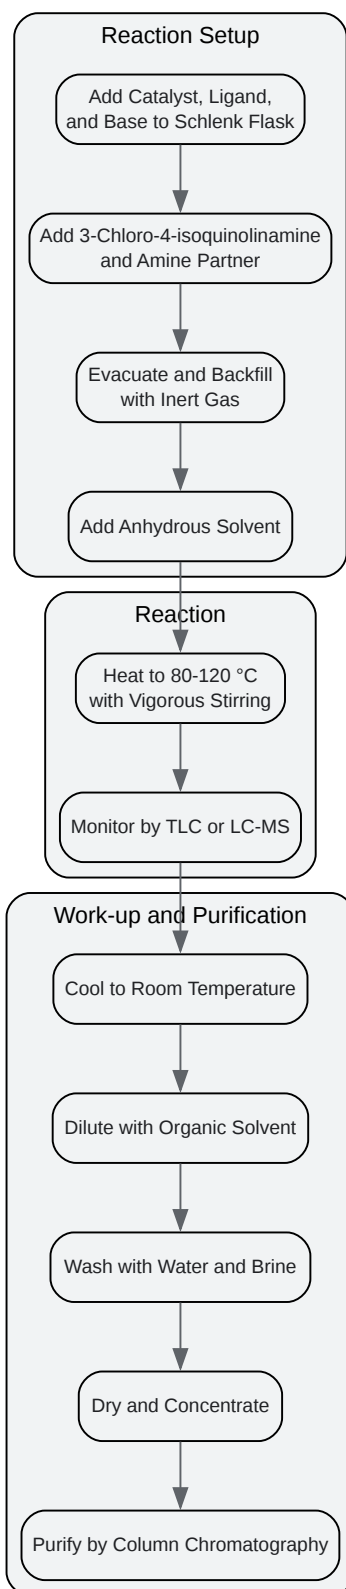 Reaction Setup
Add Catalyst, Ligand,
and Base to Schlenk Flask
Add 3-Chloro-4-isoquinolinamine
and Amine Partner
Evacuate and Backfill
with Inert Gas
Add Anhydrous Solvent
Reaction
Heat to 80-120 °C
with Vigorous Stirring
Monitor by TLC or LC-MS
Work-up and Purification
Cool to Room Temperature
Dilute with Organic Solvent
Wash with Water and Brine
Dry and Concentrate
Purify by Column Chromatography